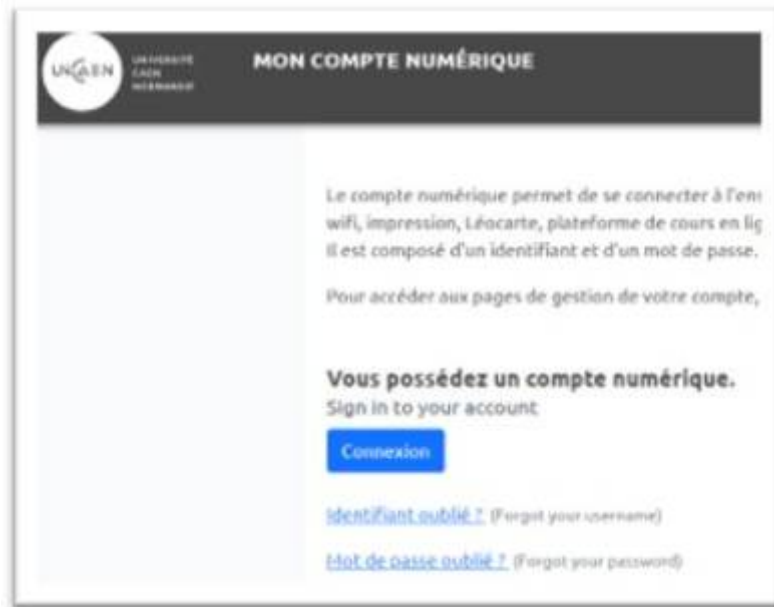 UNICAEN
UNIVERSITÉ
CAEN
NORMANDIE
MON COMPTE NUMÉRIQUE
Le compte numérique permet de se connecter à l'en
wifi, impression, Léocarte, plateforme de cours en lig
Il est composé d'un identifiant et d'un mot de passe.
Pour accéder aux pages de gestion de votre compte,
Vous possédez un compte numérique.
Sign in to your account
Connexion
Identifiant oublié ? (Forgot your username)
Mot de passe oublié ? (Forgot your password)